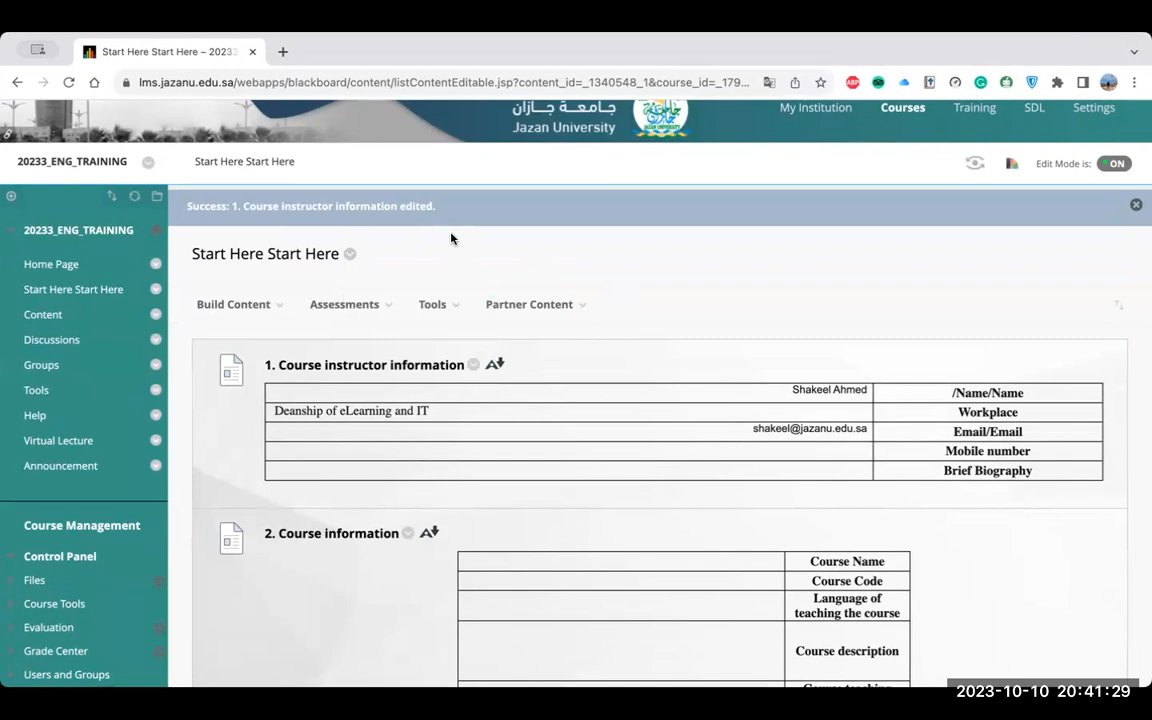 Start Here Start Here – 20233
lms.jazanu.edu.sa/webapps/blackboard/content/listContentEditable.jsp?content_id=_1340548_1&course_id=_179...
ABP
جامعة جازان
Jazan University
My Institution
Courses
Training
SDL
Settings
20233_ENG_TRAINING
Start Here Start Here
Edit Mode is:
ON
Success: 1. Course instructor information edited.
20233_ENG_TRAINING
Home Page
Start Here Start Here
Content
Discussions
Groups
Tools
Help
Virtual Lecture
Announcement
Course Management
Control Panel
Files
Course Tools
Evaluation
Grade Center
Users and Groups
Start Here Start Here
Build Content
Assessments
Tools
Partner Content
1. Course instructor information
Shakeel Ahmed
/Name/Name
Deanship of eLearning and IT
Workplace
shakeel@jazanu.edu.sa
Email/Email
Mobile number
Brief Biography
2. Course information
Course Name
Course Code
Language of
teaching the course
Course description
2023-10-10 20:41:29